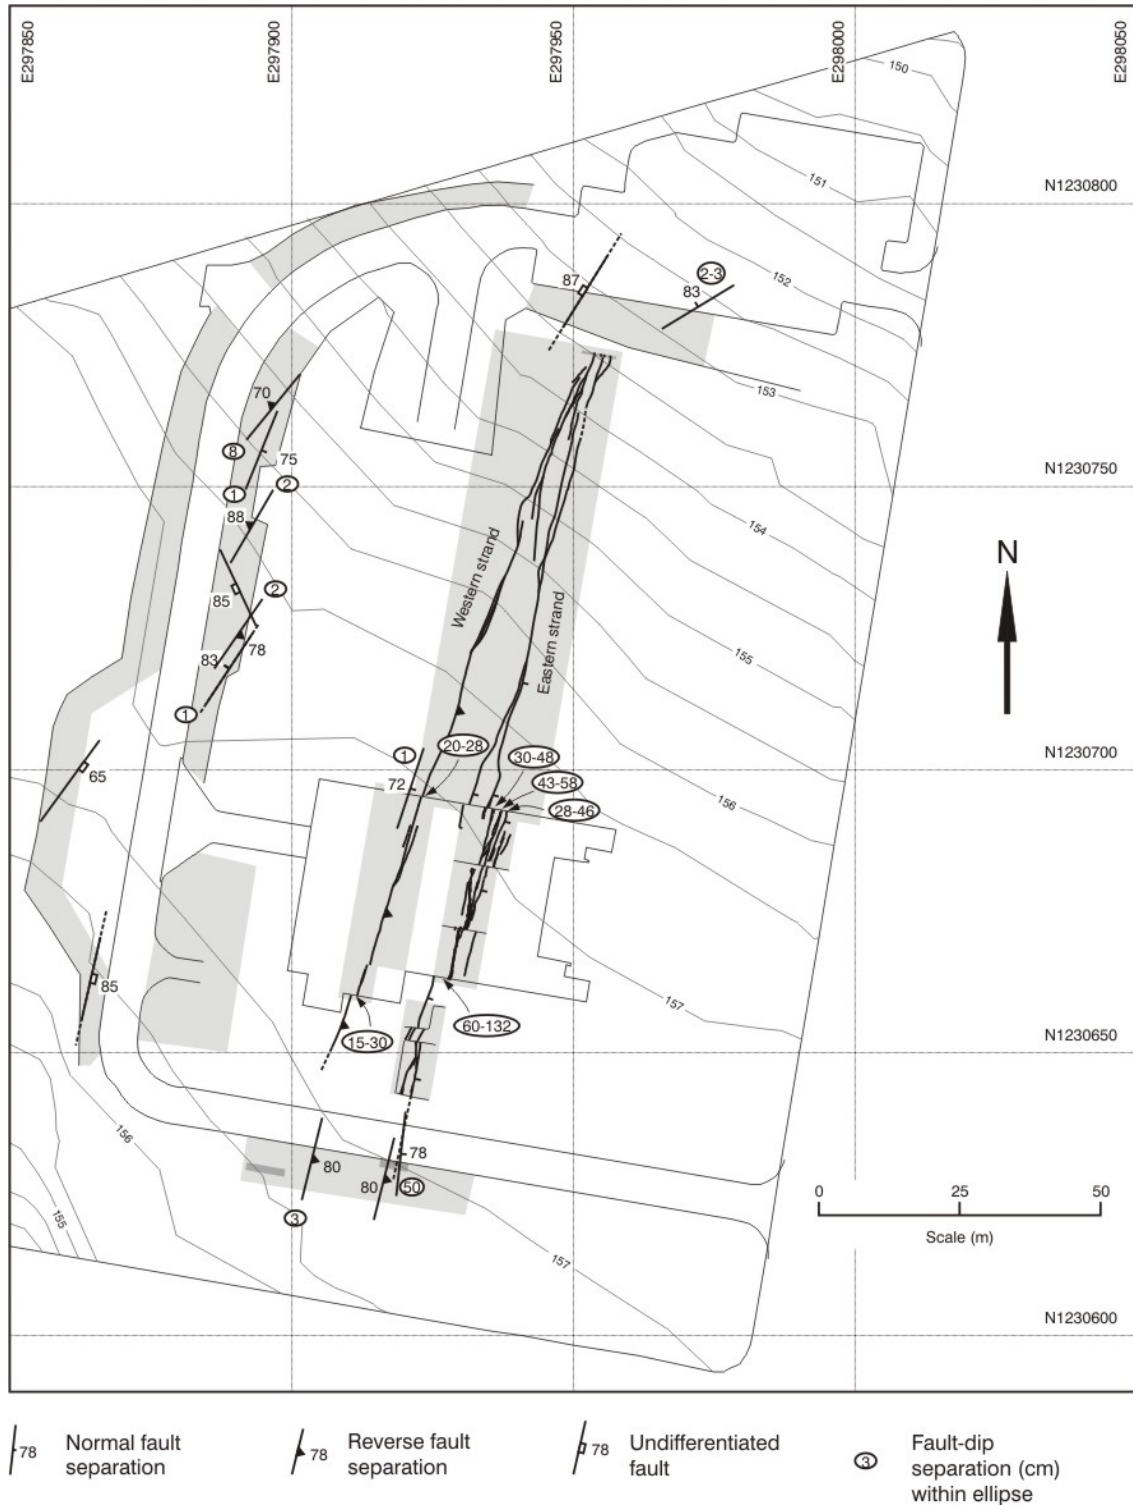 E297850
E297900
E297950
E298000
E298050
150
N1230800
151
87
2-3
83
152
153
70
8
75
N1230750
1
2
88
154
Western strand
85
2
Eastern strand
155
83
78
1
N
N1230700
1
20-28
30-48
65
72
43-58
156
28-46
85
157
60-132
15-30
N1230650
156
78
80
80
50
3
0
25
50
Scale (m)
155
157
N1230600
78
Normal fault
separation
78
Reverse fault
separation
78
Undifferentiated
fault
3
Fault-dip
separation (cm)
within ellipse